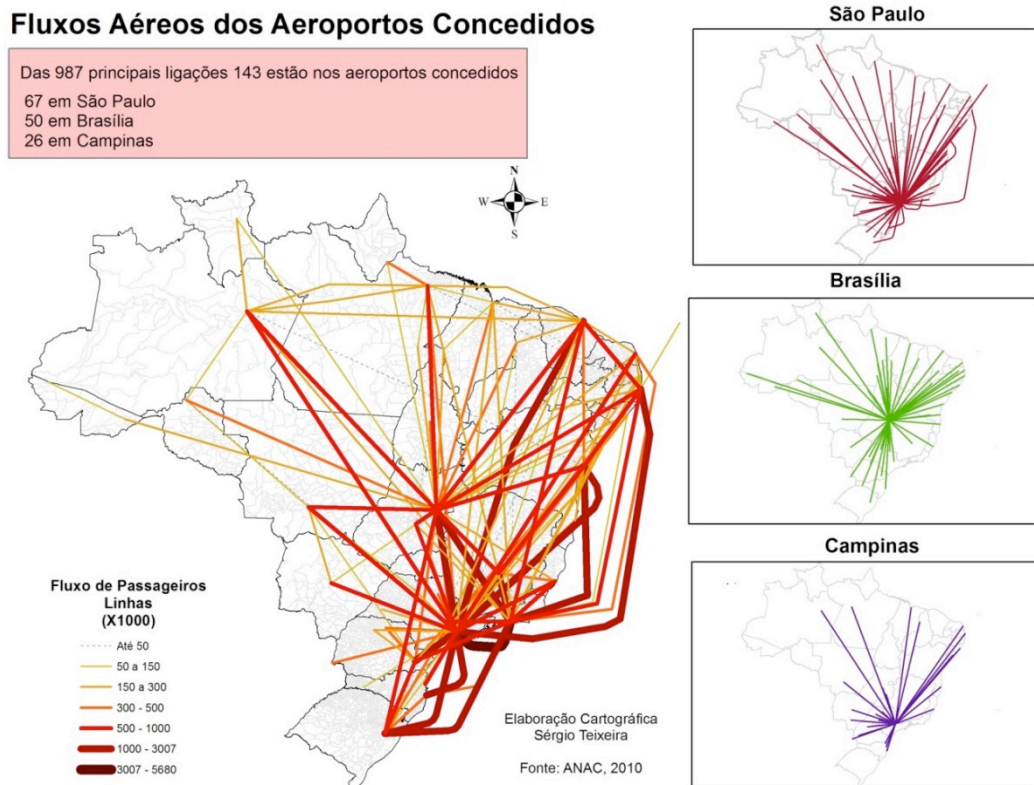 Fluxos Aéreos dos Aeroportos Concedidos
Das 987 principais ligações 143 estão nos aeroportos concedidos
67 em São Paulo
50 em Brasília
26 em Campinas
N
W
E
S
Fluxo de Passageiros
Linhas
(X1000)
Até 50
50 a 150
150 a 300
300 - 500
500 - 1000
1000 - 3007
3007 - 5680
Elaboração Cartográfica
Sérgio Teixeira
Fonte: ANAC, 2010
São Paulo
Brasília
Campinas